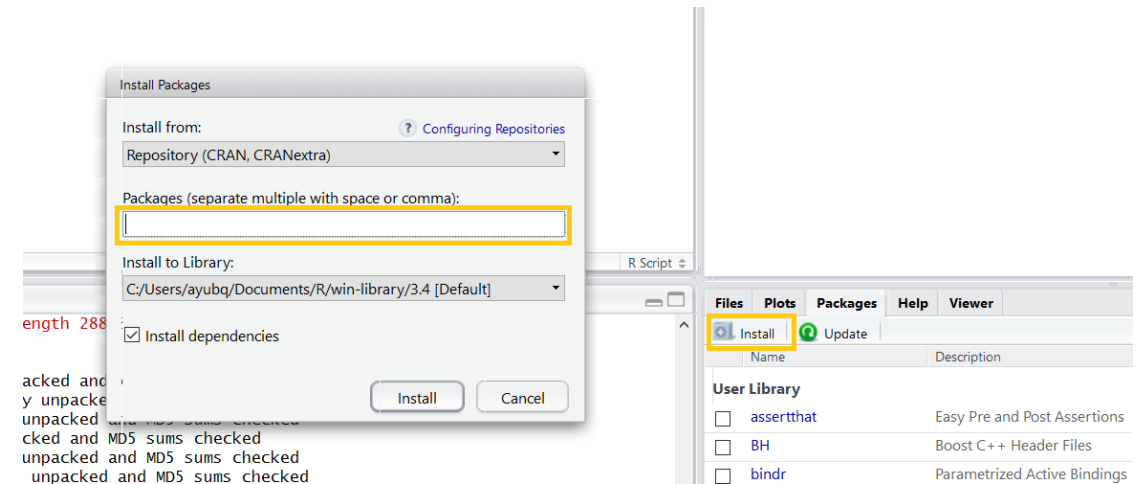 Install Packages
Install from:
? Configuring Repositories
Repository (CRAN, CRANextra)
Packages (separate multiple with space or comma):
Install to Library:
C:/Users/ayubq/Documents/R/win-library/3.4 [Default]
Install dependencies
Install
Cancel
R Script
ength 288
acked and
y unpacke
unpacked and MD5 sums checked
cked and MD5 sums checked
unpacked and MD5 sums checked
unpacked and MD5 sums checked
Files Plots Packages Help Viewer
Install Update
Name Description
User Library
assertthat Easy Pre and Post Assertions
BH Boost C++ Header Files
bindr Parametrized Active Bindings